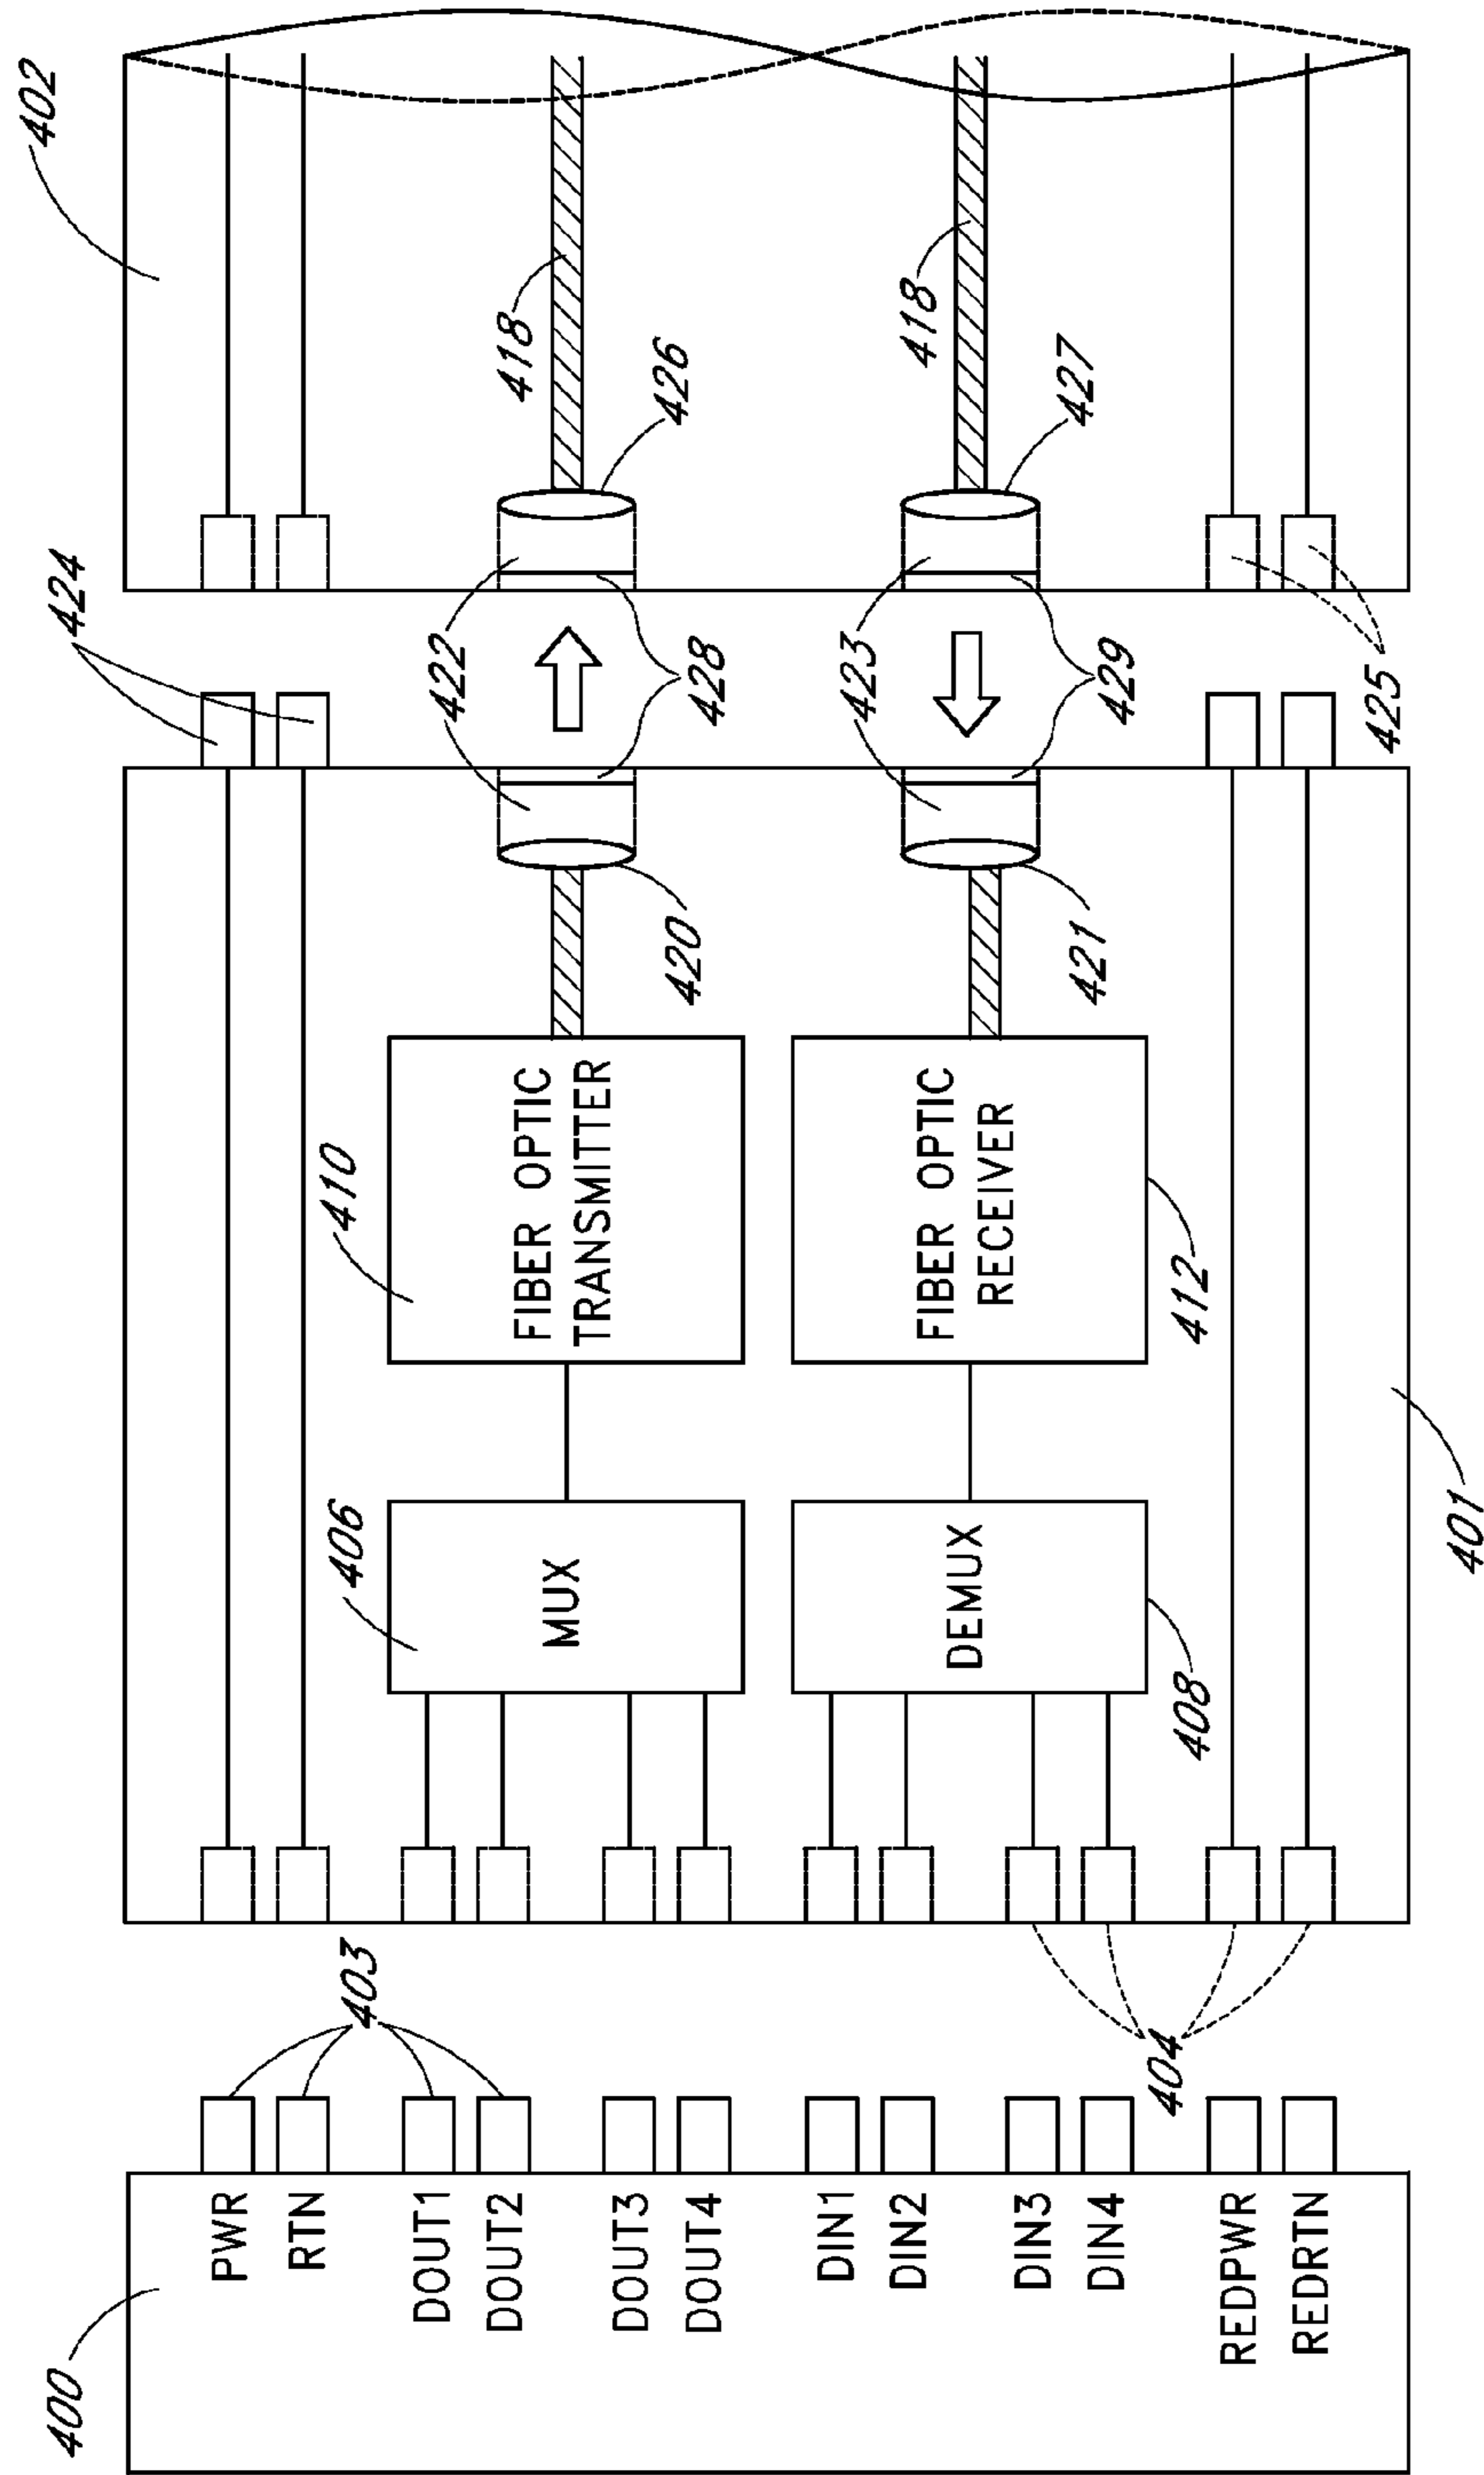 402
424
418
426
418
427
422
428
423
429
425
420
421
410
FIBER OPTIC
TRANSMITTER
FIBER OPTIC
RECEIVER
412
406
MUX
DEMUX
408
401
403
404
400
PWR
RTN
DOUT1
DOUT2
DOUT3
DOUT4
DIN1
DIN2
DIN3
DIN4
REDPWR
REDRTN